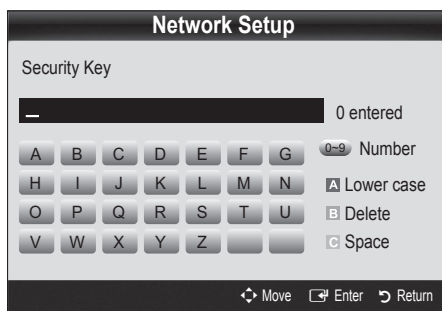 Network Setup
Security Key
0 entered
A B C D E F G 0~9 Number
H I J K L M N A Lower case
O P Q R S T U B Delete
V W X Y Z C Space
Move Enter Return